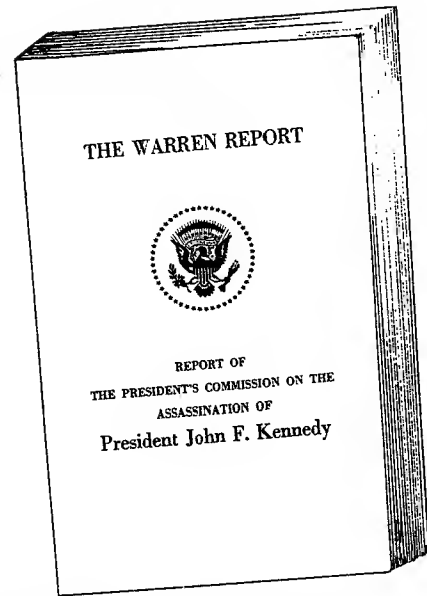 THE WARREN REPORT
REPORT OF
THE PRESIDENT'S COMMISSION ON THE
ASSASSINATION OF
President John F. Kennedy